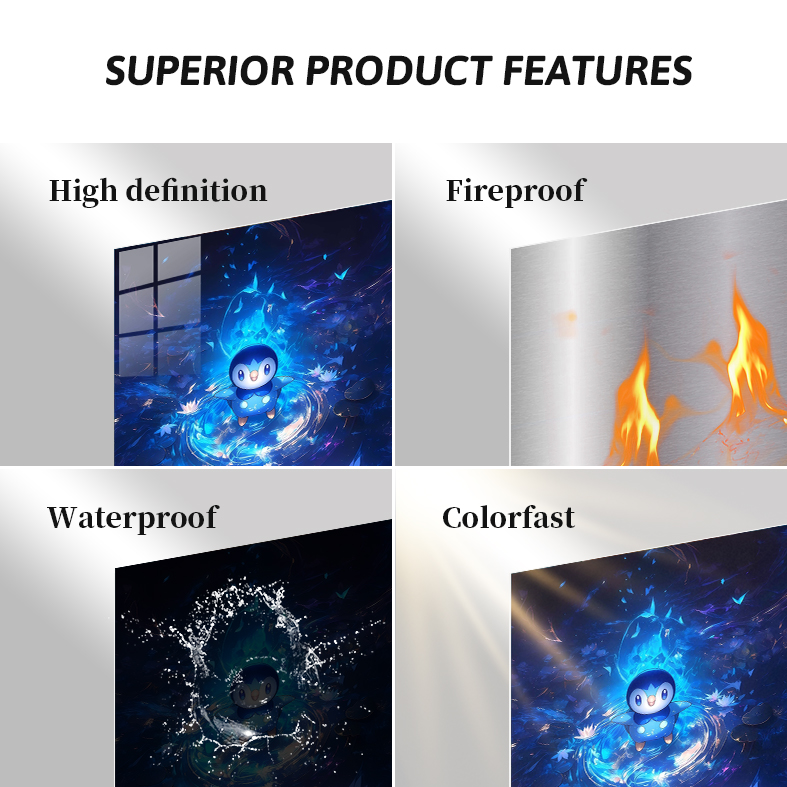 SUPERIOR PRODUCT FEATURES
High definition
Fireproof
Waterproof
Colorfast